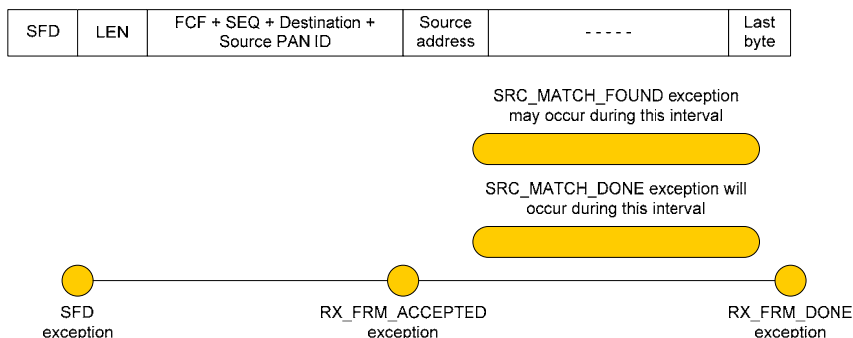 SFD
LEN
FCF + SEQ + Destination +
Source PAN ID
Source
address
- - - - -
Last
byte
SRC_MATCH_FOUND exception
may occur during this interval
SRC_MATCH_DONE exception will
occur during this interval
SFD
exception
RX_FRM_ACCEPTED
exception
RX_FRM_DONE
exception